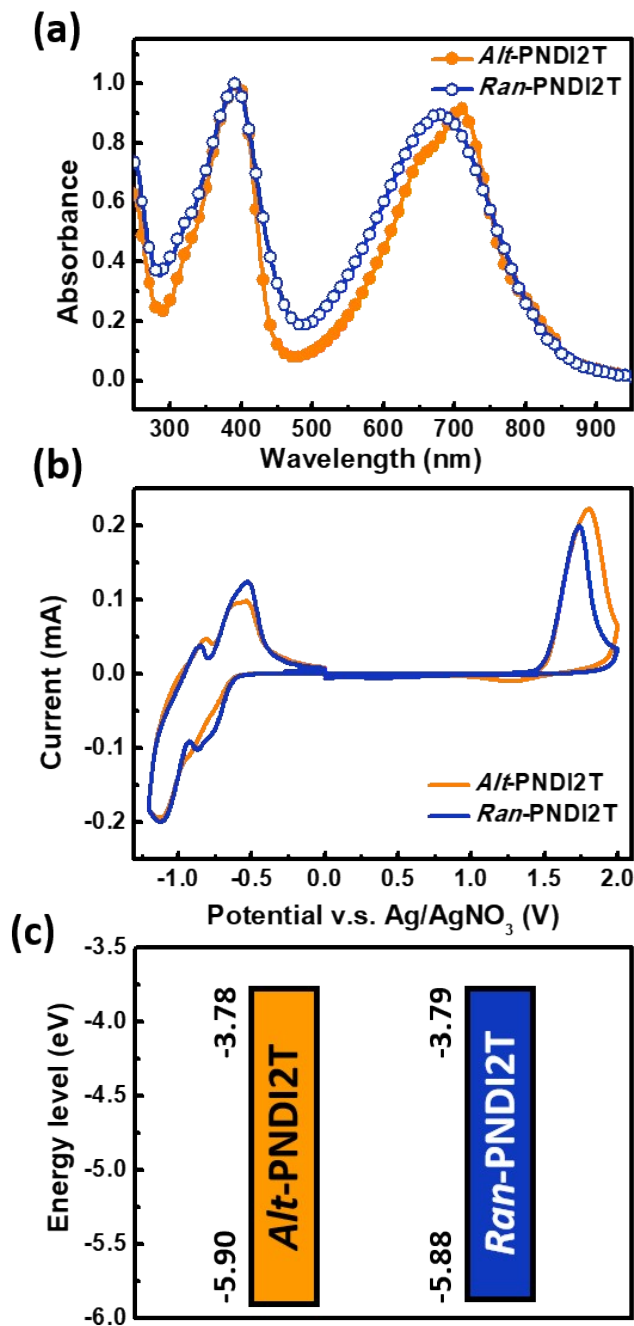 (a)
Alt-PNDI2T
Ran-PNDI2T
1.0
0.8
0.6
0.4
0.2
0.0
Absorbance
300 400 500 600 700 800 900
Wavelength (nm)
(b)
0.2
0.1
0.0
-0.1
-0.2
Current (mA)
Alt-PNDI2T
Ran-PNDI2T
-1.0 -0.5 0.0 0.5 1.0 1.5 2.0
Potential v.s. Ag/AgNO3 (V)
(c)
-3.5
-4.0
-4.5
-5.0
-5.5
-6.0
Energy level (eV)
-3.78
-5.90
Alt-PNDI2T
-3.79
-5.88
Ran-PNDI2T